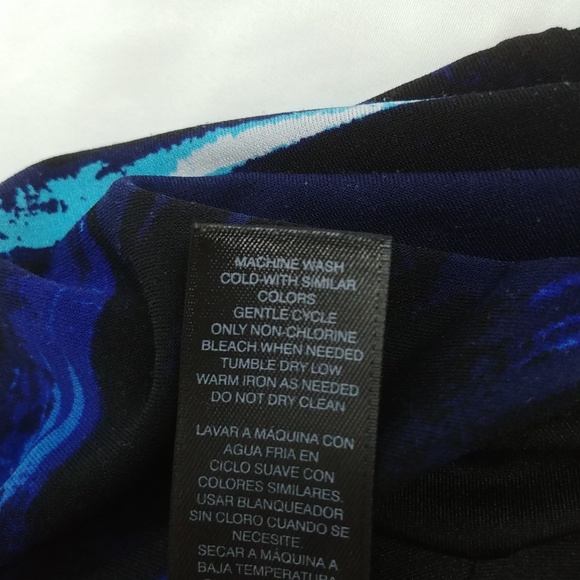 MACHINE WASH
COLD-WITH SIMILAR
COLORS
GENTLE CYCLE
ONLY NON-CHLORINE
BLEACH WHEN NEEDED
TUMBLE DRY LOW
WARM IRON AS NEEDED
DO NOT DRY CLEAN
LAVAR A MÁQUINA CON
AGUA FRIA EN
CICLO SUAVE CON
COLORES SIMILARES.
USAR BLANQUEADOR
SIN CLORO CUANDO SE
NECESITE.
SECAR A MÁQUINA A
BAJA TEMPERATURA